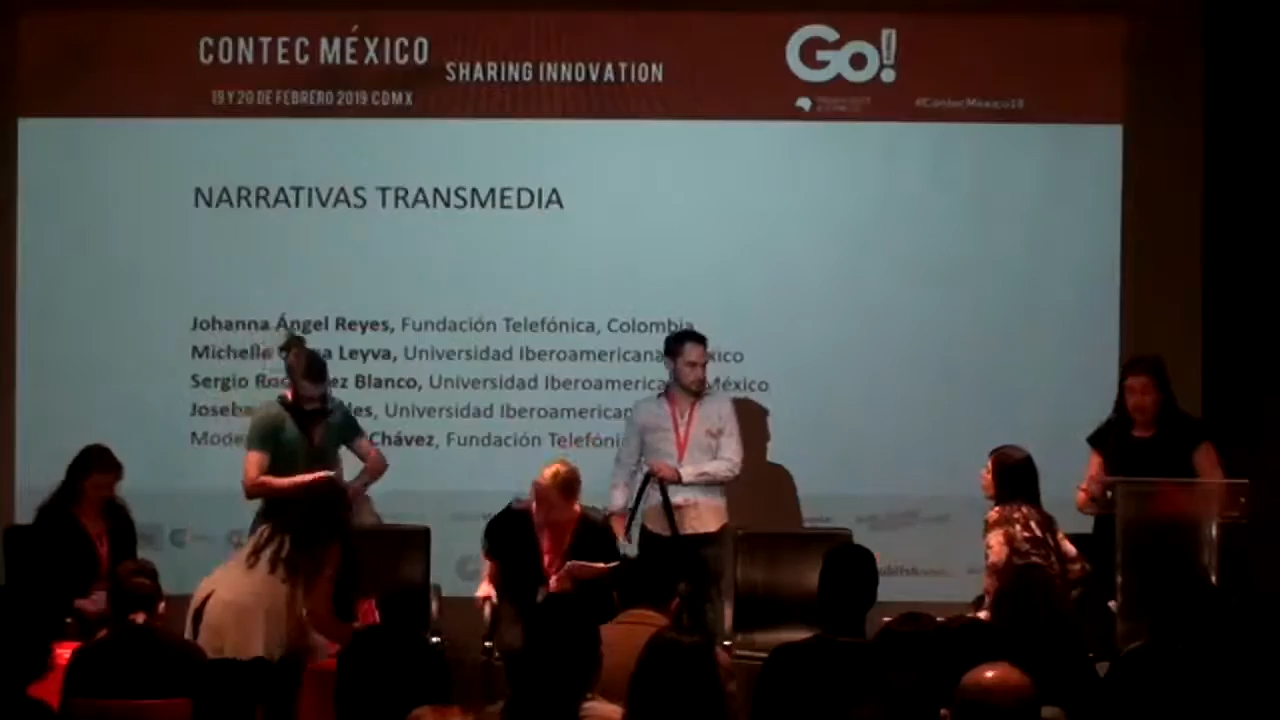 CONTEC MÉXICO
SHARING INNOVATION
Go!
19 Y 20 DE FEBRERO 2019 CDMX
#ContecMexico19
NARRATIVAS TRANSMEDIA
Johanna Ángel Reyes, Fundación Telefónica, Colombia
Michelle Leyva, Universidad Iberoamericana
Sergio Blanco, Universidad Iberoamericana México
Universidad Iberoamericana
Chávez, Fundación Telefónica